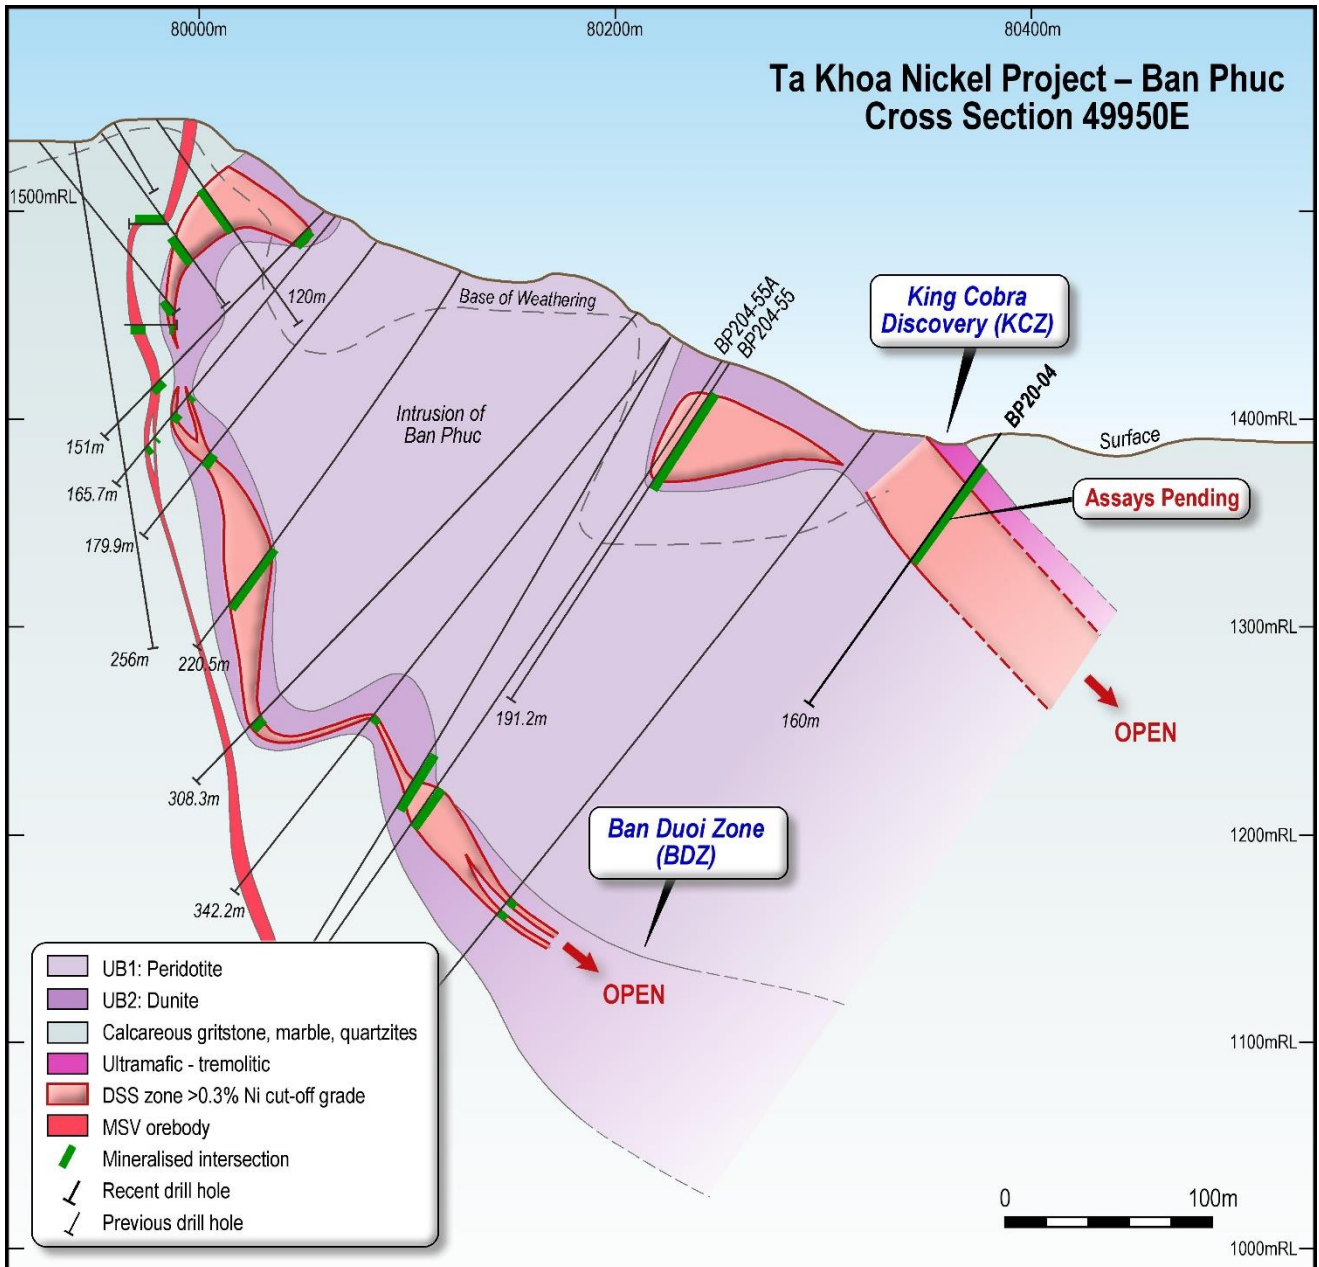 80000m
80200m
80400m
Ta Khoa Nickel Project – Ban Phuc
Cross Section 49950E
1500mRL
120m
Base of Weathering
BP204-55A
BP204-55
King Cobra
Discovery (KCZ)
BP20-04
Intrusion of
Ban Phuc
1400mRL
Surface
151m
165.7m
Assays Pending
179.9m
1300mRL
256m
220.5m
191.2m
160m
OPEN
308.3m
Ban Duoi Zone
(BDZ)
1200mRL
342.2m
OPEN
UB1: Peridotite
UB2: Dunite
Calcareous gritstone, marble, quartzites
Ultramafic - tremolitic
DSS zone >0.3% Ni cut-off grade
MSV orebody
Mineralised intersection
Recent drill hole
Previous drill hole
1100mRL
0 100m
1000mRL